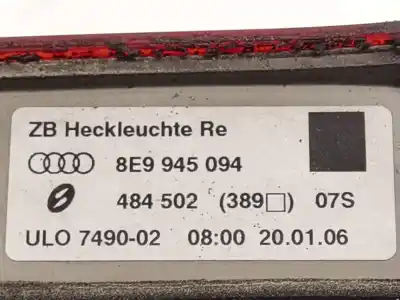 ZB Heckleuchte Re
8E9 945 094
484 502 (389□) 07S
ULO 7490-02 08:00 20.01.06